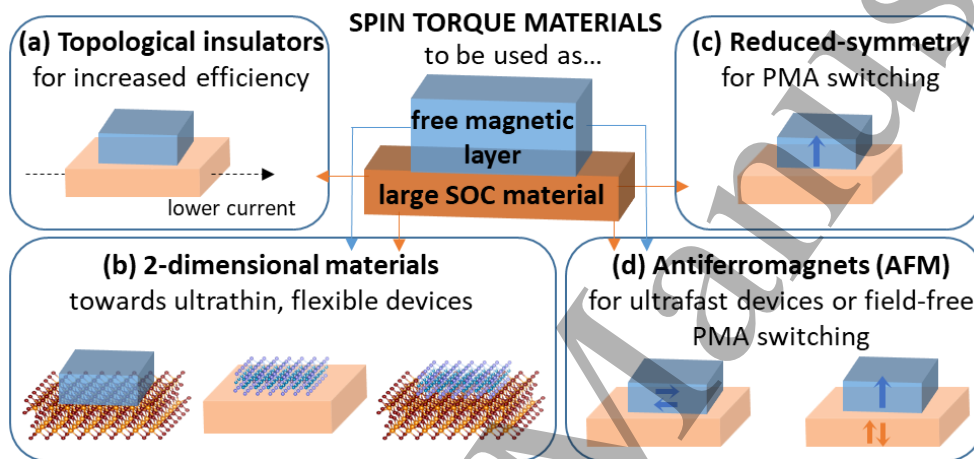 SPIN TORQUE MATERIALS
to be used as…
free magnetic
layer
large SOC material
(a) Topological insulators
for increased efficiency
lower current
(c) Reduced-symmetry
for PMA switching
(b) 2-dimensional materials
towards ultrathin, flexible devices
(d) Antiferromagnets (AFM)
for ultrafast devices or field-free
PMA switching